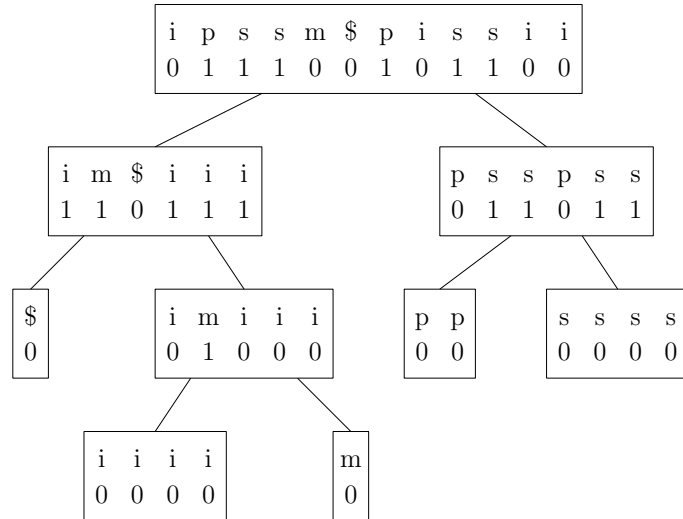 i p s s m $ p i s s i i
0 1 1 1 0 0 1 0 1 1 0 0
i m $ i i i
1 1 0 1 1 1
p s s p s s
0 1 1 0 1 1
$
0
i m i i i
0 1 0 0 0
p p
0 0
s s s s
0 0 0 0
i i i i
0 0 0 0
m
0